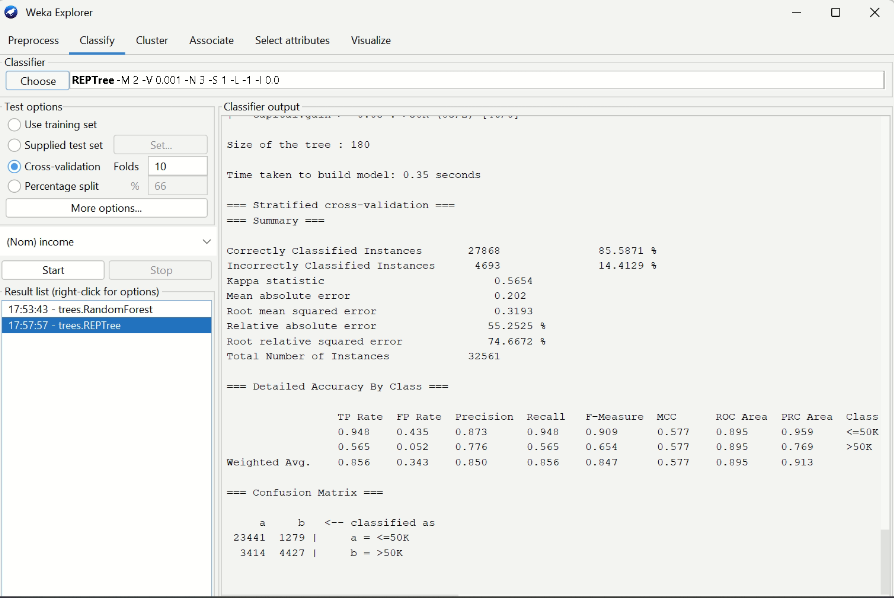 Weka Explorer
Preprocess Classify Cluster Associate Select attributes Visualize
Classifier
Choose REPTree -M 2 -V 0.001 -N 3 -S 1 -L -1 -I 0.0
Test options
Use training set
Supplied test set Set...
Cross-validation Folds 10
Percentage split % 66
More options...
(Nom) income
Start Stop
Result list (right-click for options)
17:53:43 - trees.RandomForest
17:57:57 - trees.REPTree
Classifier output
Size of the tree : 180
Time taken to build model: 0.35 seconds
=== Stratified cross-validation ===
=== Summary ===
Correctly Classified Instances 27868 85.5871 %
Incorrectly Classified Instances 4693 14.4129 %
Kappa statistic 0.5654
Mean absolute error 0.202
Root mean squared error 0.3193
Relative absolute error 55.2525 %
Root relative squared error 74.6672 %
Total Number of Instances 32561
=== Detailed Accuracy By Class ===
TP Rate FP Rate Precision Recall F-Measure MCC ROC Area PRC Area Class
0.948 0.435 0.873 0.948 0.909 0.577 0.895 0.959 <=50K
0.565 0.052 0.776 0.565 0.654 0.577 0.895 0.769 >50K
Weighted Avg. 0.856 0.343 0.850 0.856 0.847 0.577 0.895 0.913
=== Confusion Matrix ===
a b <-- classified as
23441 1279 | a = <=50K
3414 4427 | b = >50K